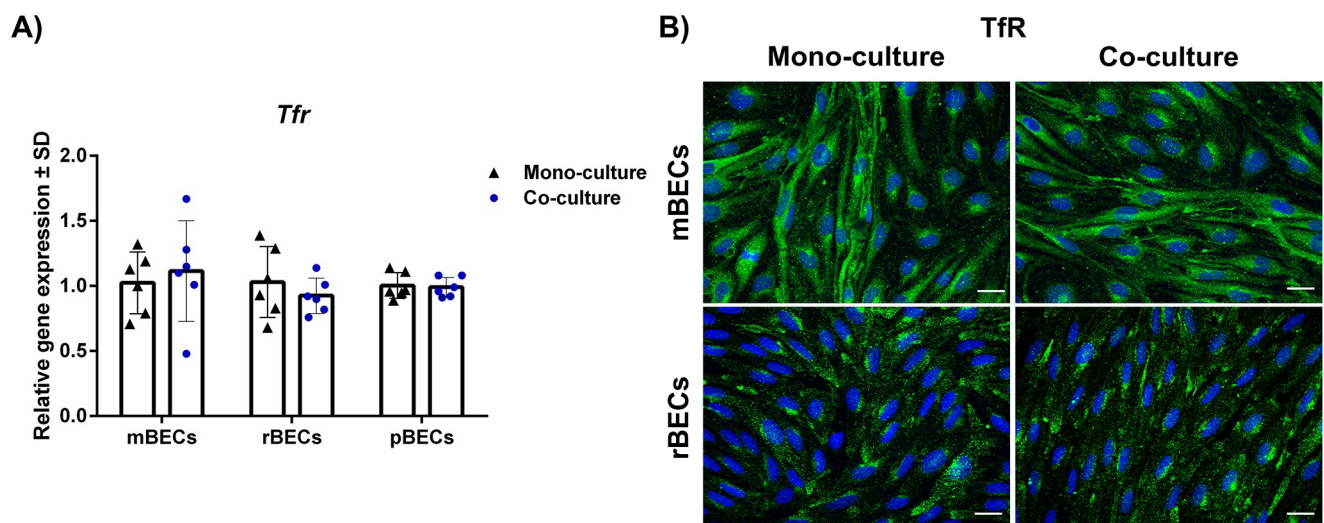 A)
Tfr
Relative gene expression ± SD
2.0
1.5
1.0
0.5
0.0
mBECs
rBECs
pBECs
Mono-culture
Co-culture
B)
TfR
Mono-culture
Co-culture
mBECs
rBECs